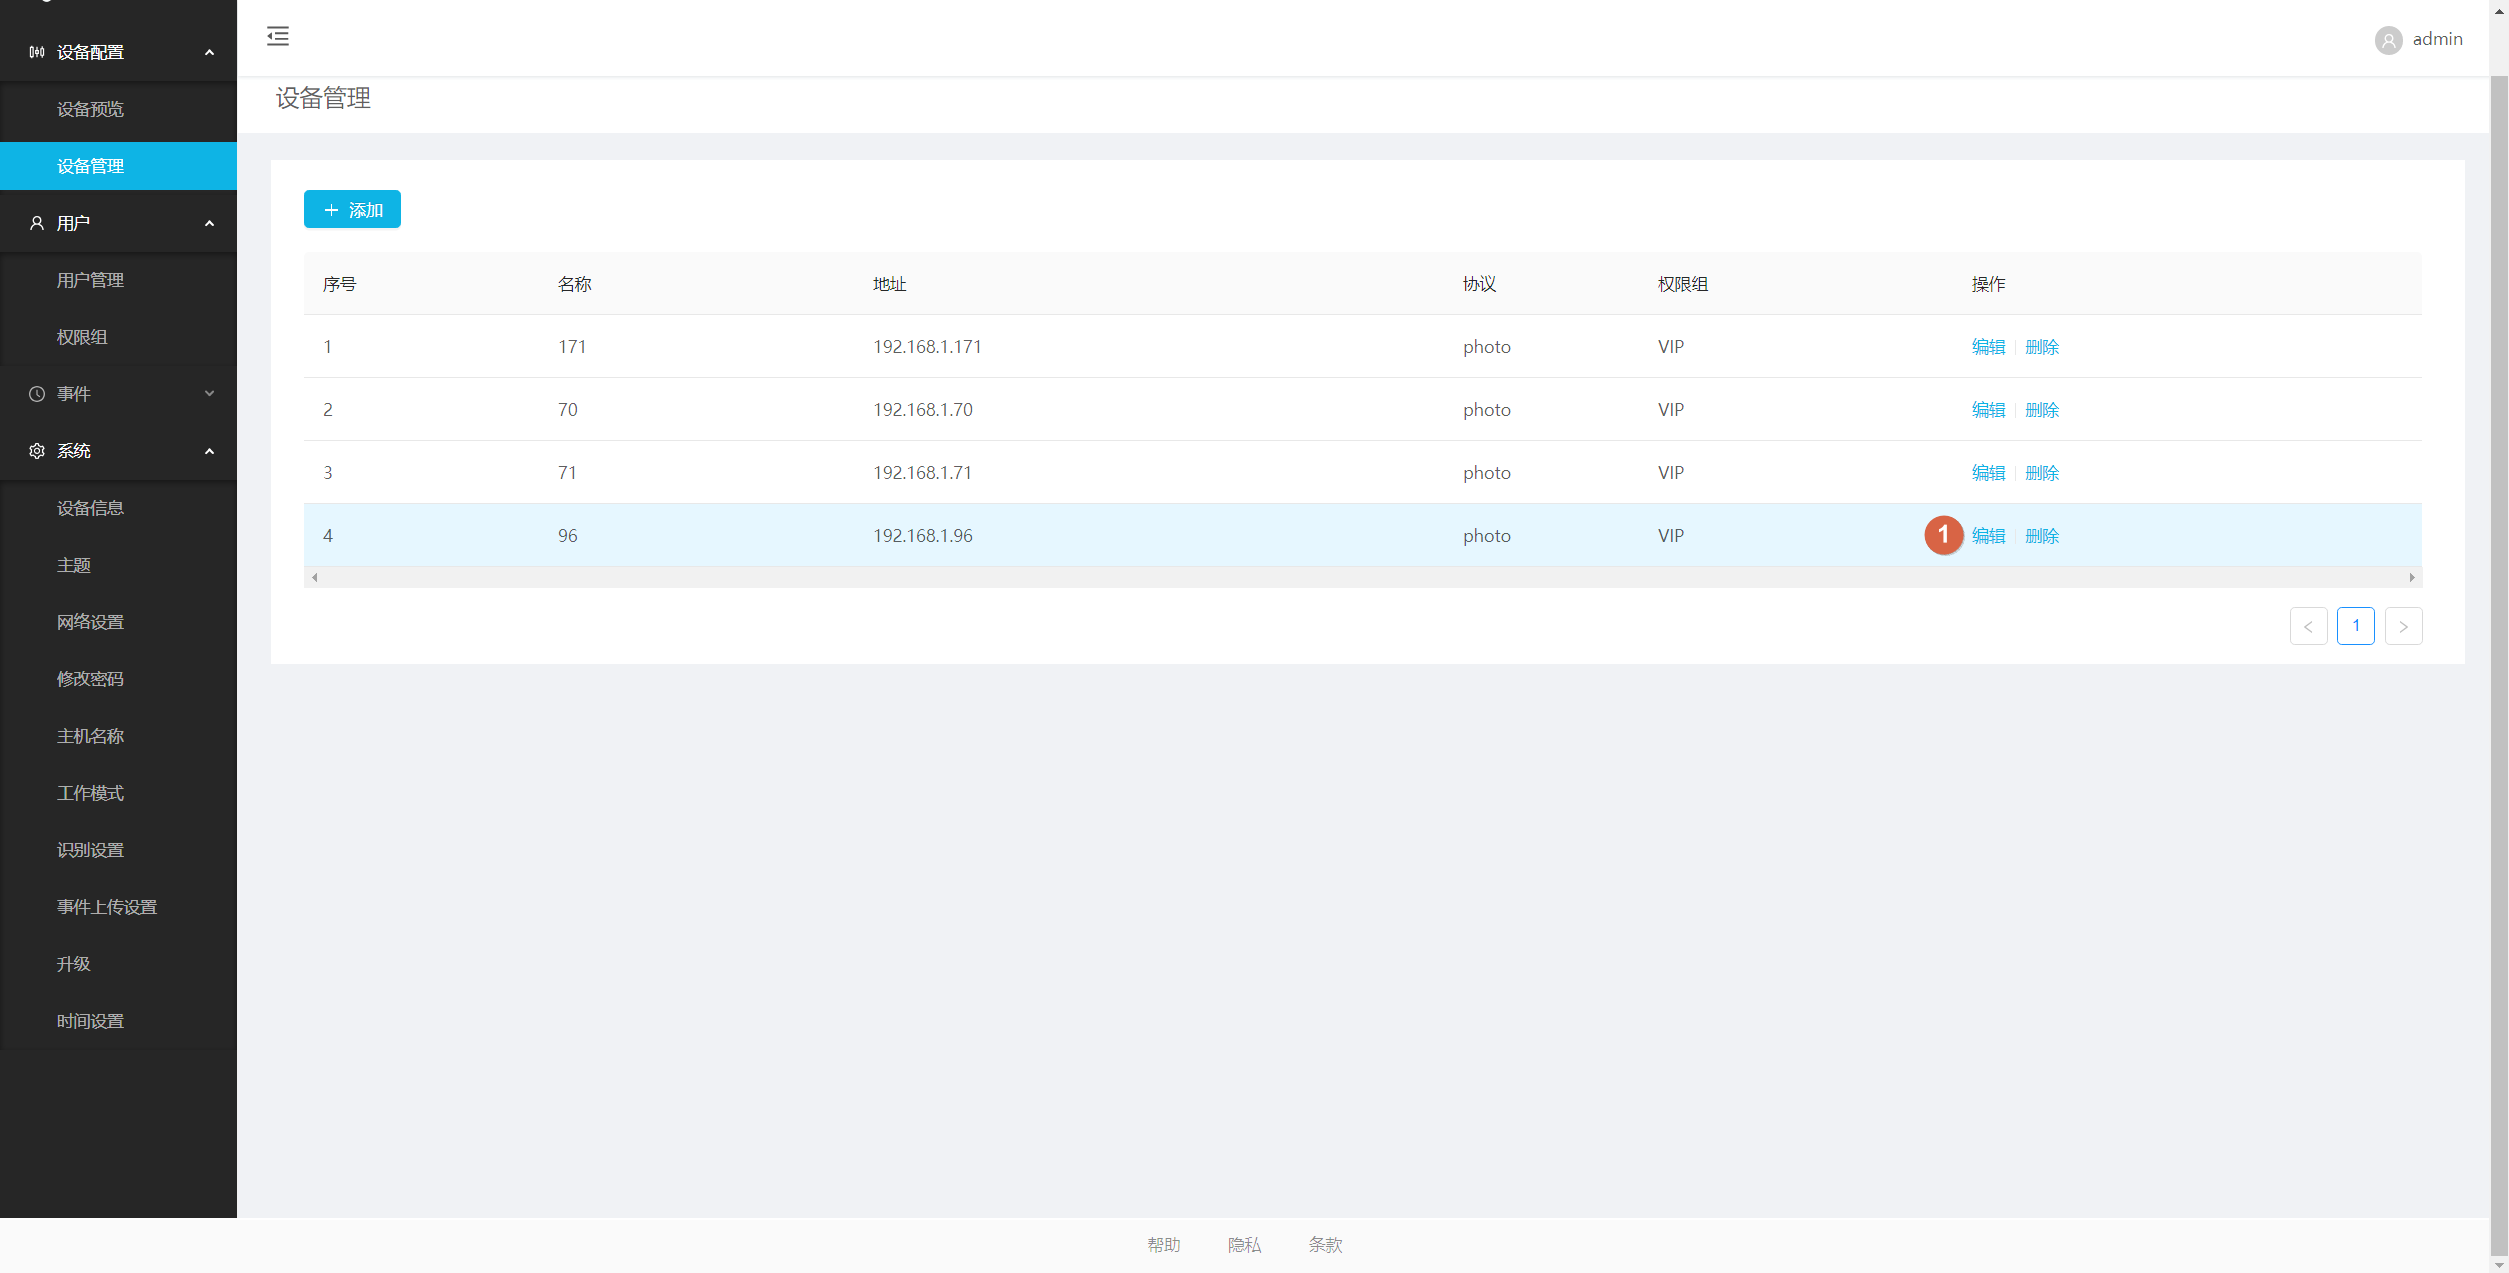 设备配置
设备预览
设备管理
用户
用户管理
权限组
事件
系统
设备信息
主题
网络设置
修改密码
主机名称
工作模式
识别设置
事件上传设置
升级
时间设置
admin
设备管理
添加
序号 名称 地址 协议 权限组 操作
1 171 192.168.1.171 photo VIP 编辑 删除
2 70 192.168.1.70 photo VIP 编辑 删除
3 71 192.168.1.71 photo VIP 编辑 删除
4 96 192.168.1.96 photo VIP 1 编辑 删除
< 1 >
帮助 隐私 条款